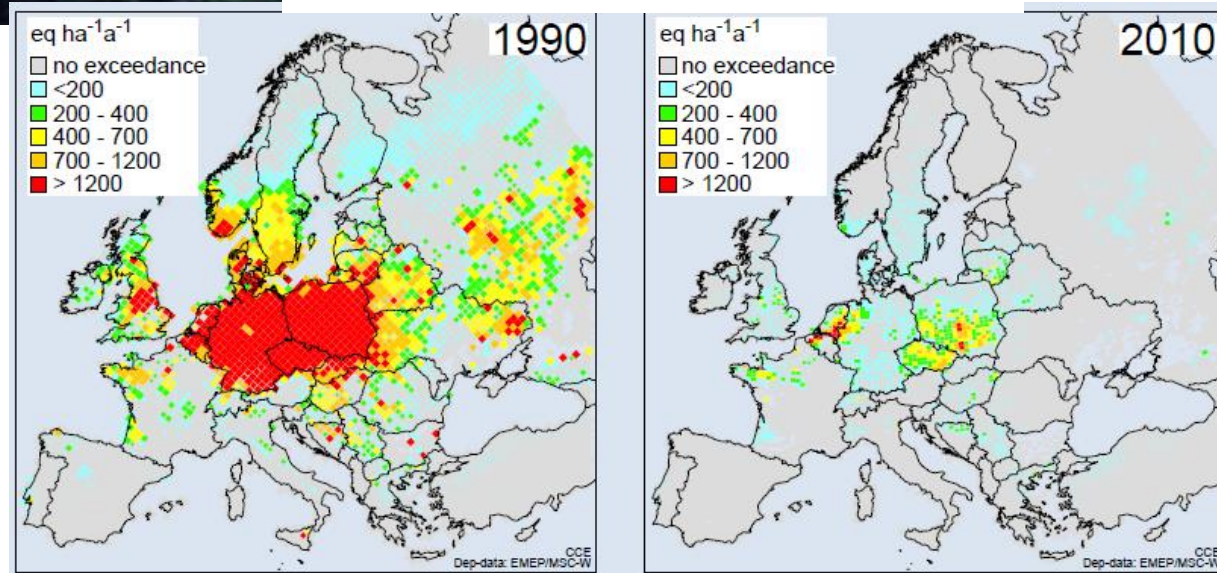 eq ha⁻¹a⁻¹
1990
no exceedance
<200
200 - 400
400 - 700
700 - 1200
> 1200
CCE
Dep-data: EMEP/MSC-W
eq ha⁻¹a⁻¹
2010
no exceedance
<200
200 - 400
400 - 700
700 - 1200
> 1200
CCE
Dep-data: EMEP/MSC-W